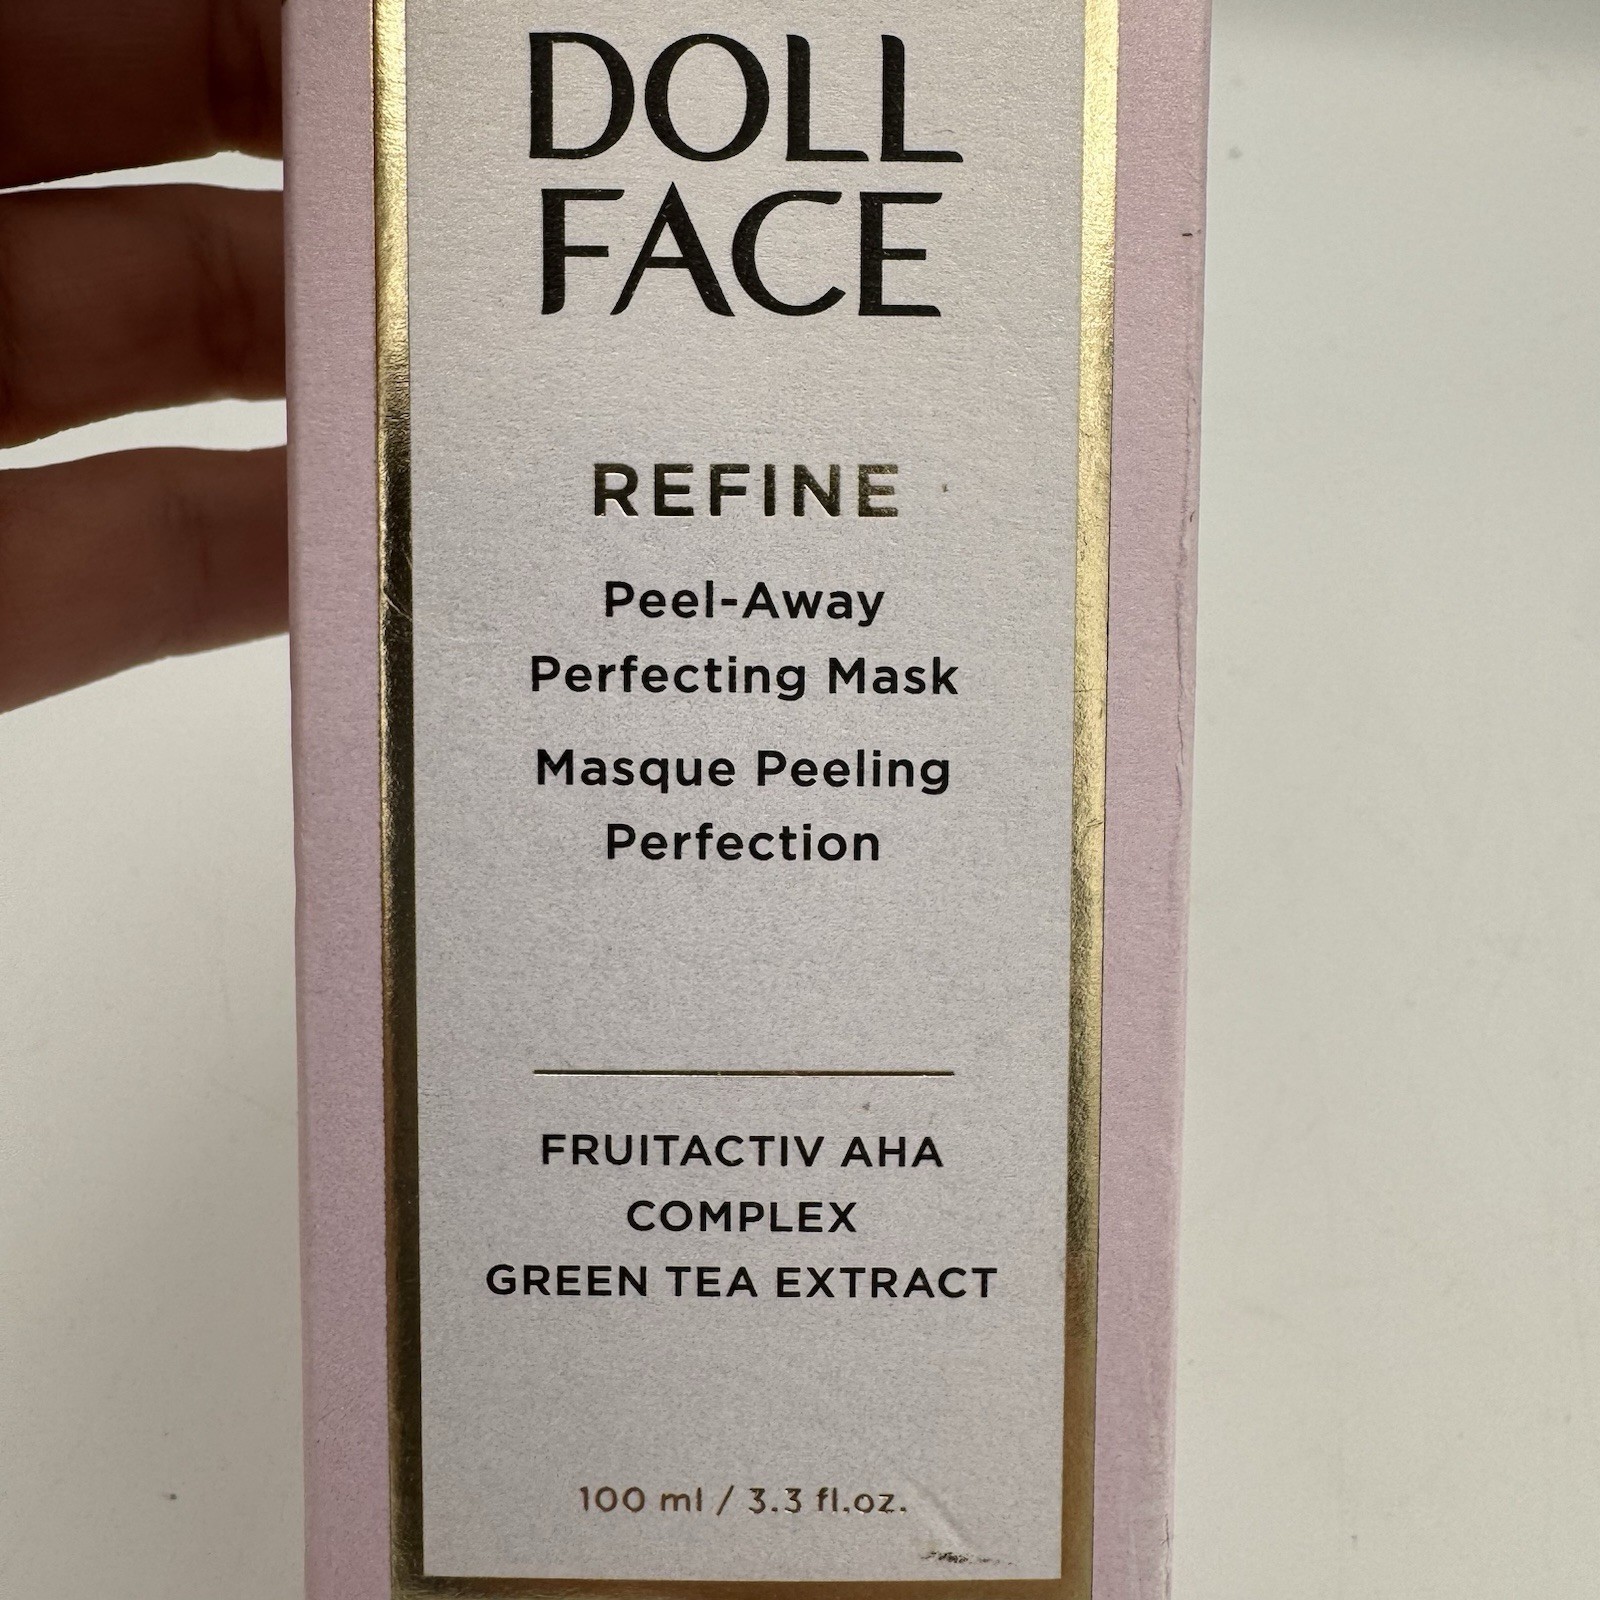 DOLL
FACE
REFINE
Peel-Away
Perfecting Mask
Masque Peeling
Perfection
FRUITACTIV AHA
COMPLEX
GREEN TEA EXTRACT
100 ml / 3.3 fl.oz.